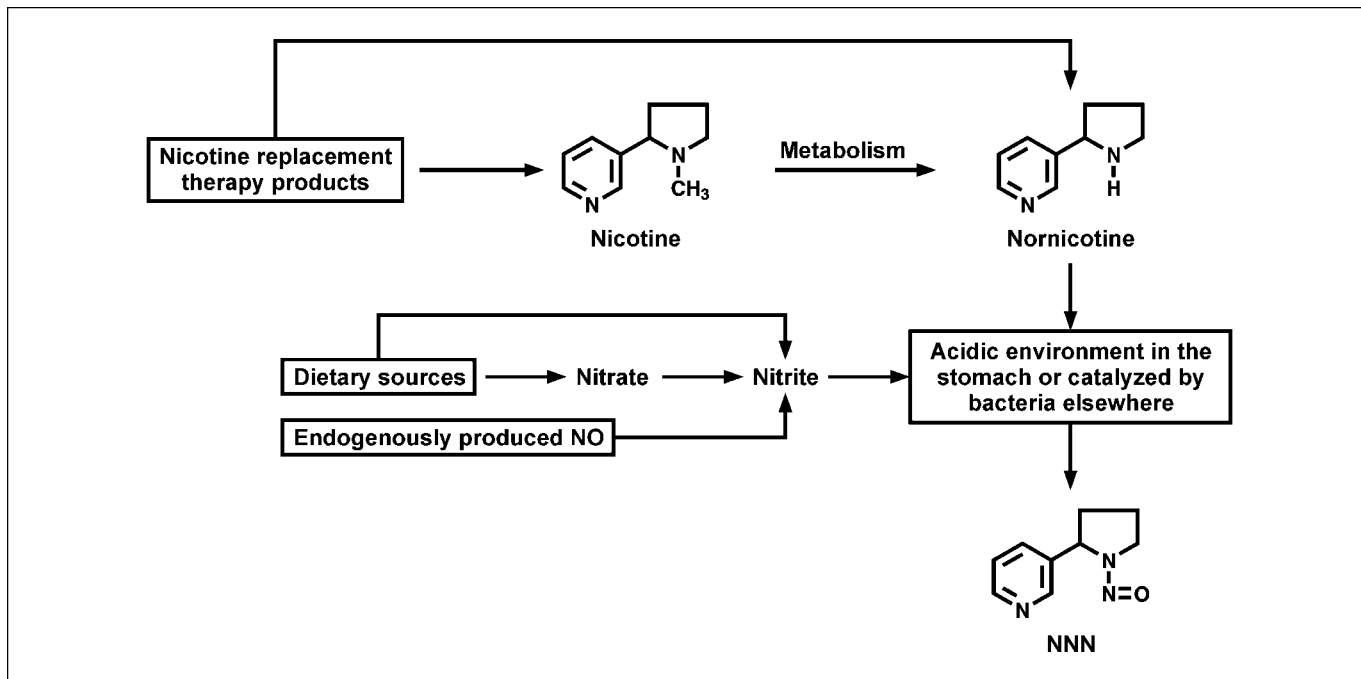 Nicotine replacement
therapy products
N
N
CH3
Nicotine
Metabolism
N
N
H
Nornicotine
Dietary sources
Nitrate
Nitrite
Endogenously produced NO
Acidic environment in the
stomach or catalyzed by
bacteria elsewhere
N
N
N=O
NNN